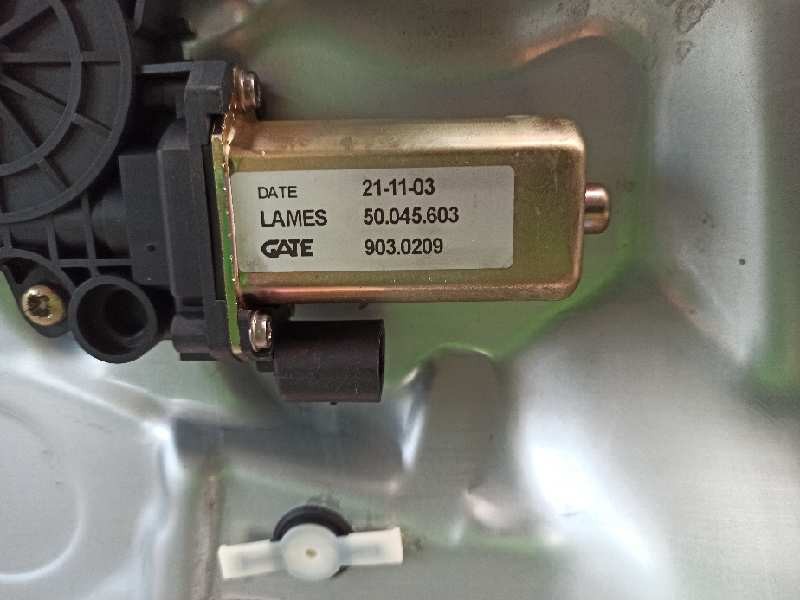 DATE 21-11-03
LAMES 50.045.603
GATE 903.0209